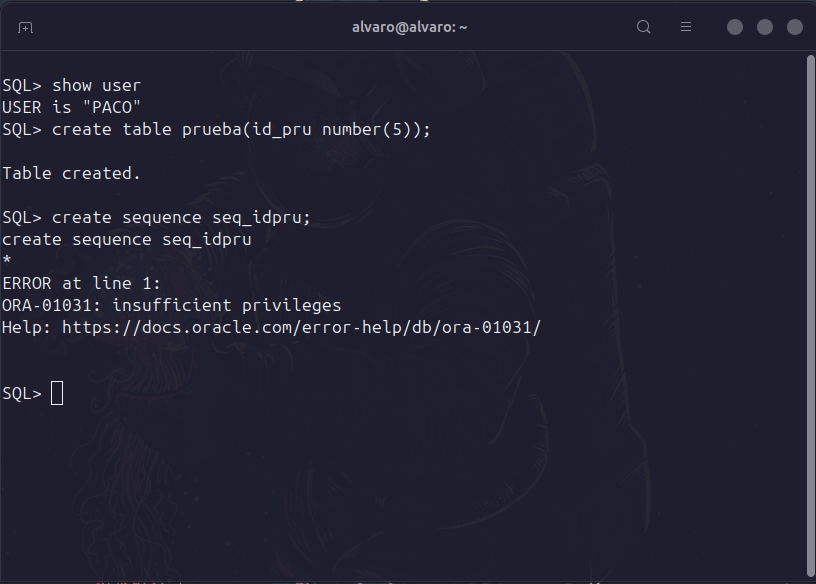 alvaro@alvaro: ~
SQL> show user
USER is "PACO"
SQL> create table prueba(id_pru number(5));
Table created.
SQL> create sequence seq_idpru;
create sequence seq_idpru
*
ERROR at line 1:
ORA-01031: insufficient privileges
Help: https://docs.oracle.com/error-help/db/ora-01031/
SQL>